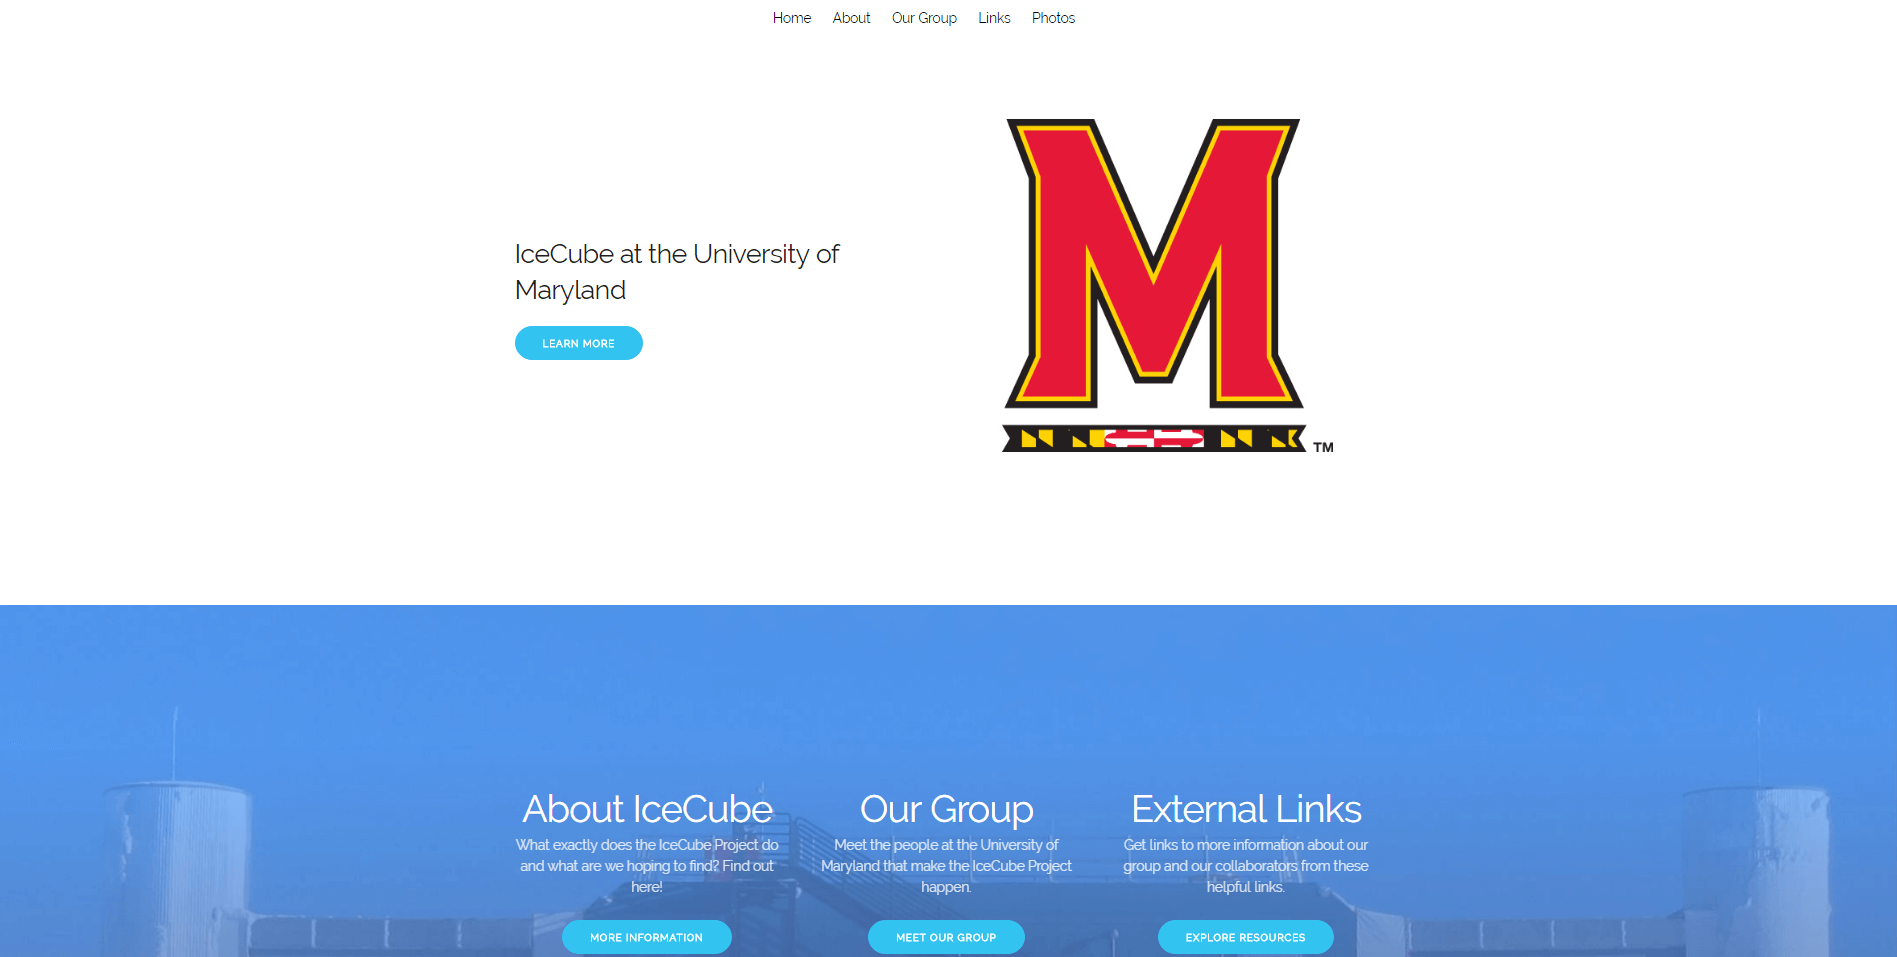 Home About Our Group Links Photos
M
TM
IceCube at the University of
Maryland
LEARN MORE
About IceCube
What exactly does the IceCube Project do
and what are we hoping to find? Find out
here!
MORE INFORMATION
Our Group
Meet the people at the University of
Maryland that make the IceCube Project
happen.
MEET OUR GROUP
External Links
Get links to more information about our
group and our collaborators from these
helpful links.
EXPLORE RESOURCES